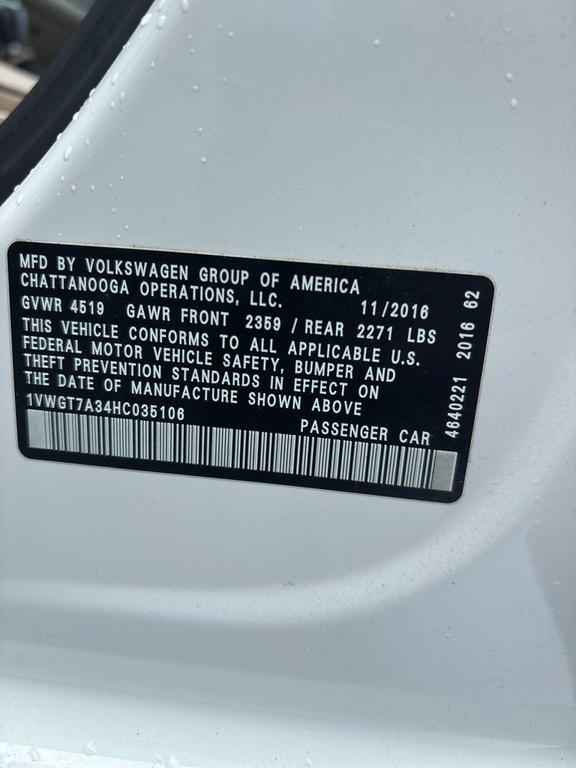 MFD BY VOLKSWAGEN GROUP OF AMERICA
CHATTANOOGA OPERATIONS, LLC. 11/2016
GVWR 4519 GAWR FRONT 2359 / REAR 2271 LBS
THIS VEHICLE CONFORMS TO ALL APPLICABLE U.S.
FEDERAL MOTOR VEHICLE SAFETY, BUMPER AND
THEFT PREVENTION STANDARDS IN EFFECT ON
THE DATE OF MANUFACTURE SHOWN ABOVE
1VWGT7A34HC035106 PASSENGER CAR
4640221 2016 62